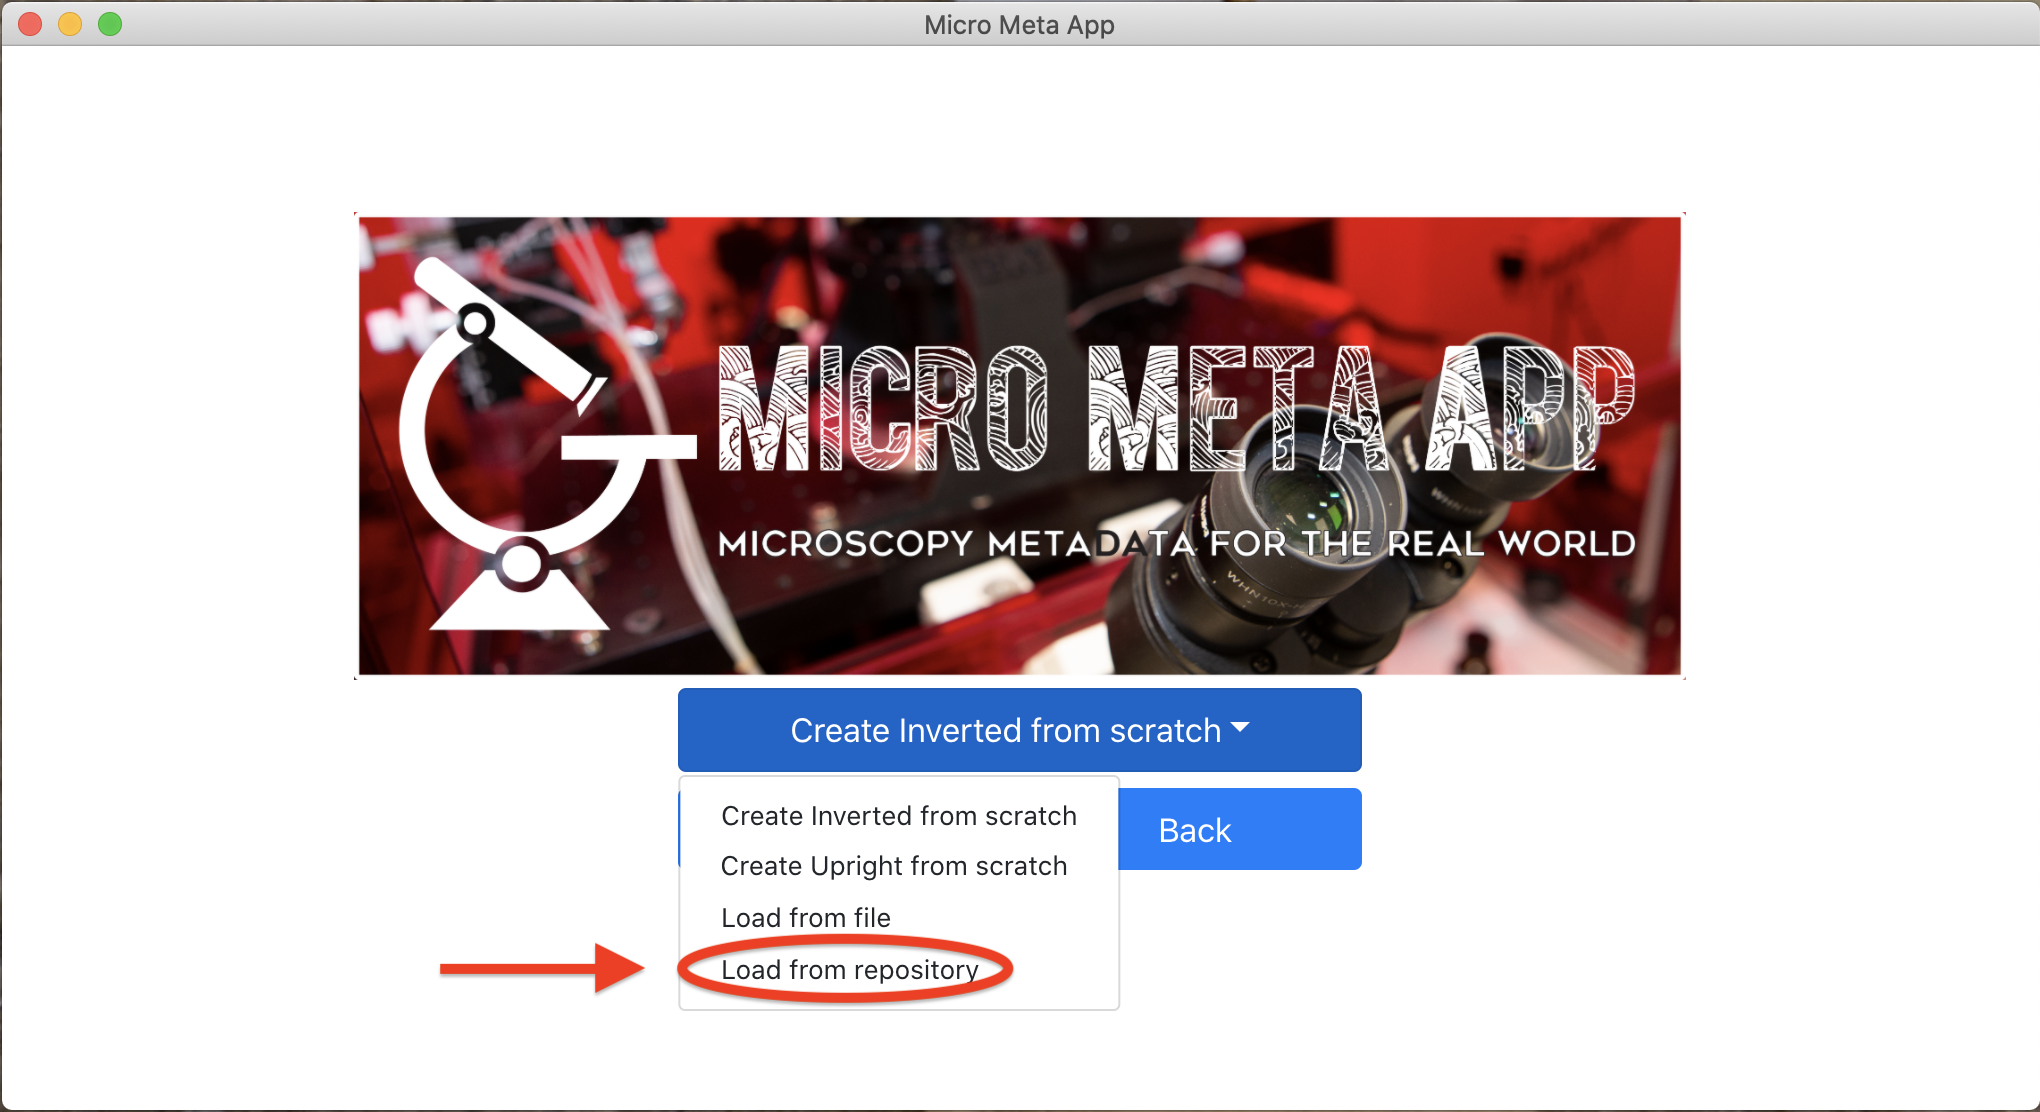 Micro Meta App
MICRO META APP
MICROSCOPY METADATA FOR THE REAL WORLD
Create Inverted from scratch
Create Inverted from scratch
Back
Create Upright from scratch
Load from file
Load from repository